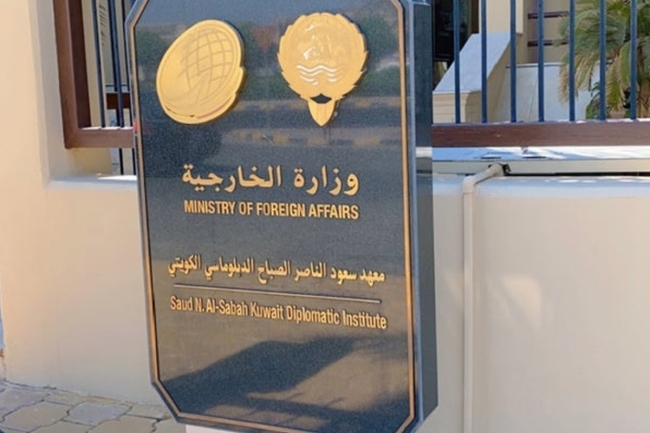 وزارة الخارجية
MINISTRY OF FOREIGN AFFAIRS
معهد سعود الناصر الصباح الدبلوماسي الكويتي
Saud N. Al-Sabah Kuwait Diplomatic Institute